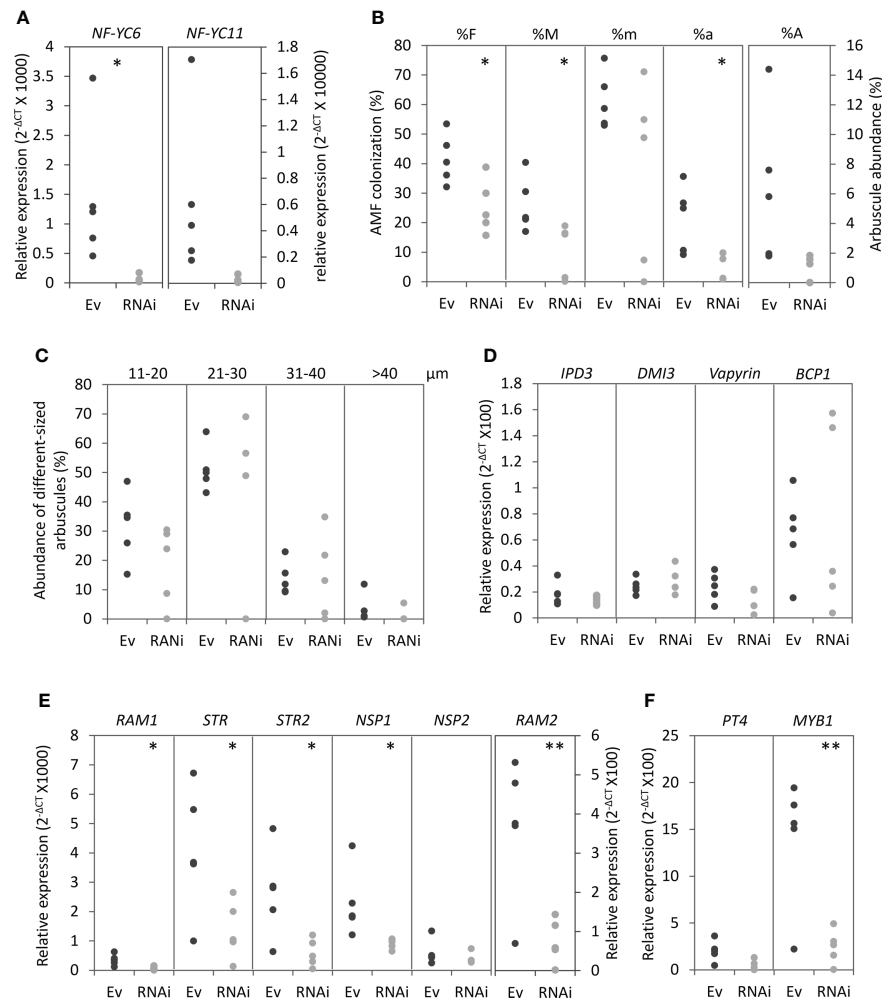 A
NF-YC6 NF-YC11
Relative expression (2-ΔCT X 1000)
4
3.5
3
2.5
2
1.5
1
0.5
0
1.8
1.6
1.4
1.2
1
0.8
0.6
0.4
0.2
0
relative expression (2-ΔCT X 10000)
*
Ev RNAi Ev RNAi
B
%F %M %m %a %A
AMF colonization (%)
80
70
60
50
40
30
20
10
0
* * *
16
14
12
10
8
6
4
2
0
Arbuscule abundance (%)
Ev RNAi Ev RNAi Ev RNAi Ev RNAi Ev RNAi
C
11-20 21-30 31-40 >40 μm
Abundance of different-sized
arbuscules (%)
80
70
60
50
40
30
20
10
0
Ev RANi Ev RANi Ev RANi Ev RANi
D
IPD3 DMI3 Vapyrin BCP1
Relative expression (2-ΔCT X100)
1.8
1.6
1.4
1.2
1
0.8
0.6
0.4
0.2
0
Ev RNAi Ev RNAi Ev RNAi Ev RNAi
E
RAM1 STR STR2 NSP1 NSP2 RAM2
Relative expression (2-ΔCT X1000)
8
7
6
5
4
3
2
1
0
* * * * **
6
5
4
3
2
1
0
Relative expression (2-ΔCT X100)
Ev RNAi Ev RNAi Ev RNAi Ev RNAi Ev RNAi Ev RNAi
F
PT4 MYB1
Relative expression (2-ΔCT X100)
25
20
15
10
5
0
**
Ev RNAi Ev RNAi